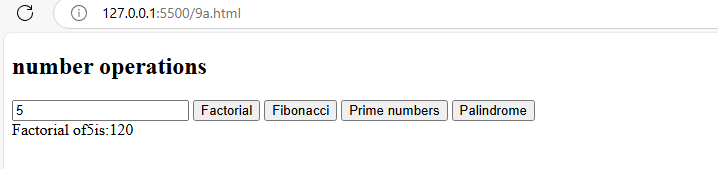 127.0.0.1:5500/9a.html
number operations
5 Factorial Fibonacci Prime numbers Palindrome
Factorial of5is:120